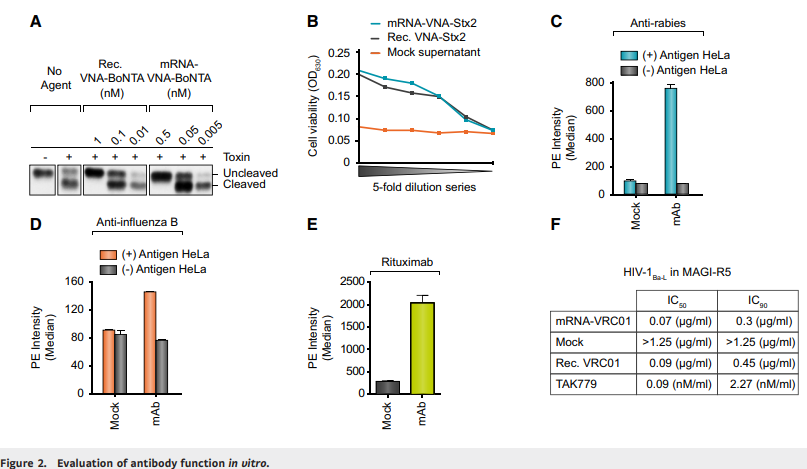 A
No
Agent
Rec.
VNA-BoNTA
(nM)
mRNA-
VNA-BoNTA
(nM)
1 0.1 0.01 0.5 0.05 0.005
- + + + + + + + Toxin
Uncleaved
Cleaved
B
mRNA-VNA-Stx2
Rec. VNA-Stx2
Mock supernatant
Cell viability (OD630)
0.25
0.20
0.15
0.10
0.05
0
5-fold dilution series
C
Anti-rabies
(+) Antigen HeLa
(-) Antigen HeLa
PE Intensity
(Median)
800
600
400
200
0
Mock
mAb
D
Anti-influenza B
(+) Antigen HeLa
(-) Antigen HeLa
PE Intensity
(Median)
160
120
80
40
0
Mock
mAb
E
Rituximab
PE Intensity
(Median)
2500
2000
1500
1000
500
0
Mock
mAb
F
HIV-1Ba-L in MAGI-R5
IC50 IC90
mRNA-VRC01 0.07 (µg/ml) 0.3 (µg/ml)
Mock >1.25 (µg/ml) >1.25 (µg/ml)
Rec. VRC01 0.09 (µg/ml) 0.45 (µg/ml)
TAK779 0.09 (nM/ml) 2.27 (nM/ml)
Figure 2. Evaluation of antibody function in vitro.